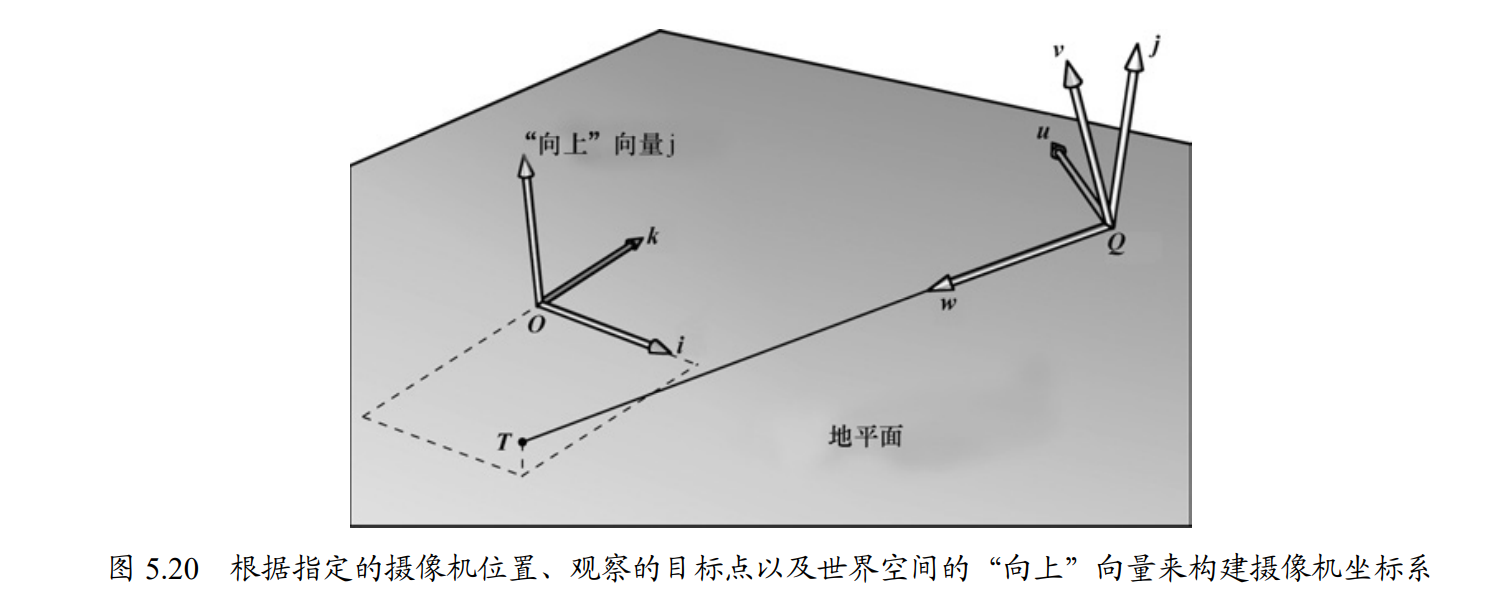 v
j
u
“向上”向量j
k
Q
w
O
i
T
地平面
图 5.20 根据指定的摄像机位置、观察的目标点以及世界空间的“向上”向量来构建摄像机坐标系